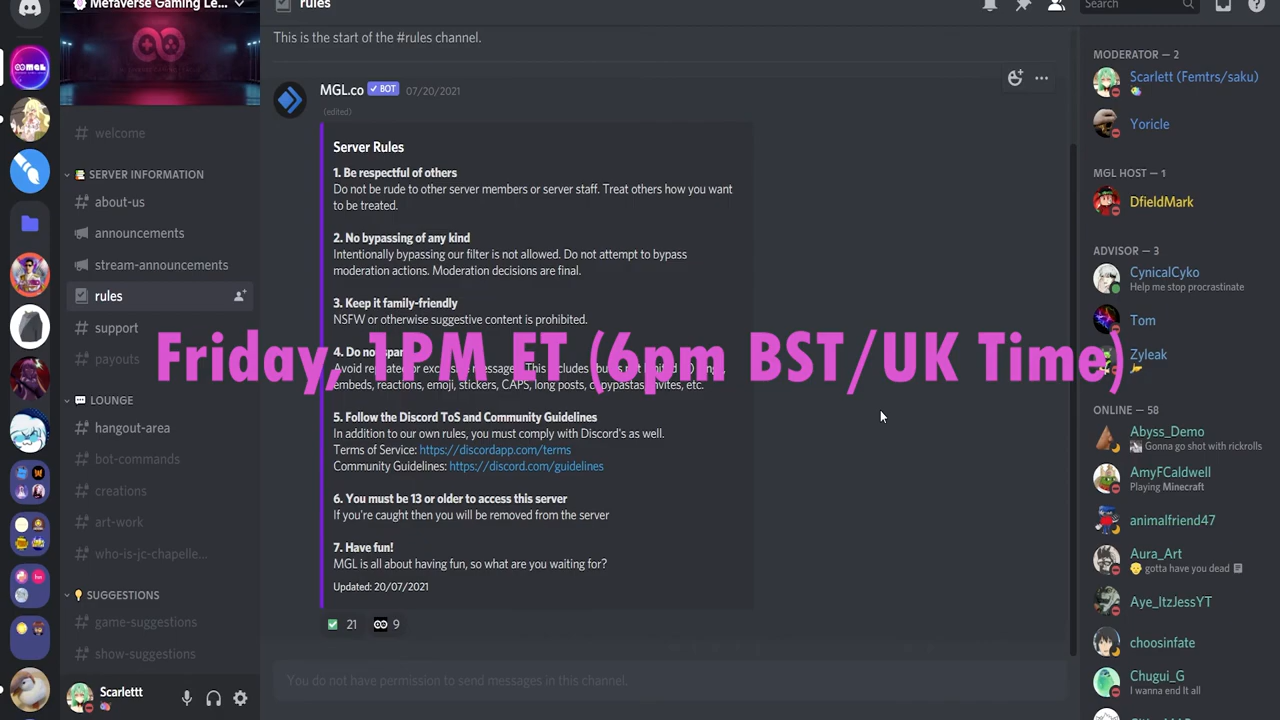 Metaverse Gaming Le...
MGL
welcome
SERVER INFORMATION
about-us
announcements
stream-announcements
rules
support
payouts
LOUNGE
hangout-area
bot-commands
creations
art-work
who-is-jc-chapelle...
SUGGESTIONS
game-suggestions
show-suggestions
Scarlettt
rules
Search
This is the start of the #rules channel.
MGL.co BOT 07/20/2021
(edited)
Server Rules
1. Be respectful of others
Do not be rude to other server members or server staff. Treat others how you want
to be treated.
2. No bypassing of any kind
Intentionally bypassing our filter is not allowed. Do not attempt to bypass
moderation actions. Moderation decisions are final.
3. Keep it family-friendly
NSFW or otherwise suggestive content is prohibited.
Friday, 1PM ET (6pm BST/UK Time)
4. Do not spam
embeds, reactions, emoji, stickers, CAPS, long posts, copypastas, invites, etc.
5. Follow the Discord ToS and Community Guidelines
In addition to our own rules, you must comply with Discord's as well.
Terms of Service: https://discordapp.com/terms
Community Guidelines: https://discord.com/guidelines
6. You must be 13 or older to access this server
If you're caught then you will be removed from the server
7. Have fun!
MGL is all about having fun, so what are you waiting for?
Updated: 20/07/2021
21 9
You do not have permission to send messages in this channel.
MODERATOR — 2
Scarlett (Femtrs/saku)
Yoricle
MGL HOST — 1
DfieldMark
ADVISOR — 3
CynicalCyko
Help me stop procrastinate
Tom
Zyleak
ONLINE — 58
Abyss_Demo
Gonna go shot with rickrolls
AmyFCaldwell
Playing Minecraft
animalfriend47
Aura_Art
gotta have you dead
Aye_ItzJessYT
choosinfate
Chugui_G
I wanna end It all